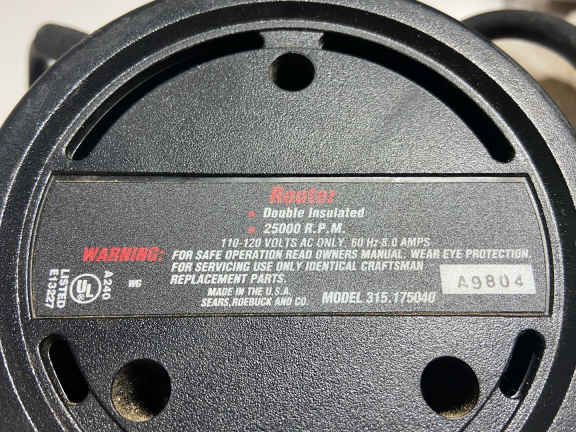 Router
Double Insulated
25000 R.P.M.
110-120 VOLTS AC ONLY, 60 Hz 8.0 AMPS
WARNING: FOR SAFE OPERATION READ OWNERS MANUAL. WEAR EYE PROTECTION.
FOR SERVICING USE ONLY IDENTICAL CRAFTSMAN
REPLACEMENT PARTS.
MADE IN THE U.S.A.
SEARS,ROEBUCK AND CO. MODEL 315.175040
A9804
WG
A240
UL
LISTED
E13227